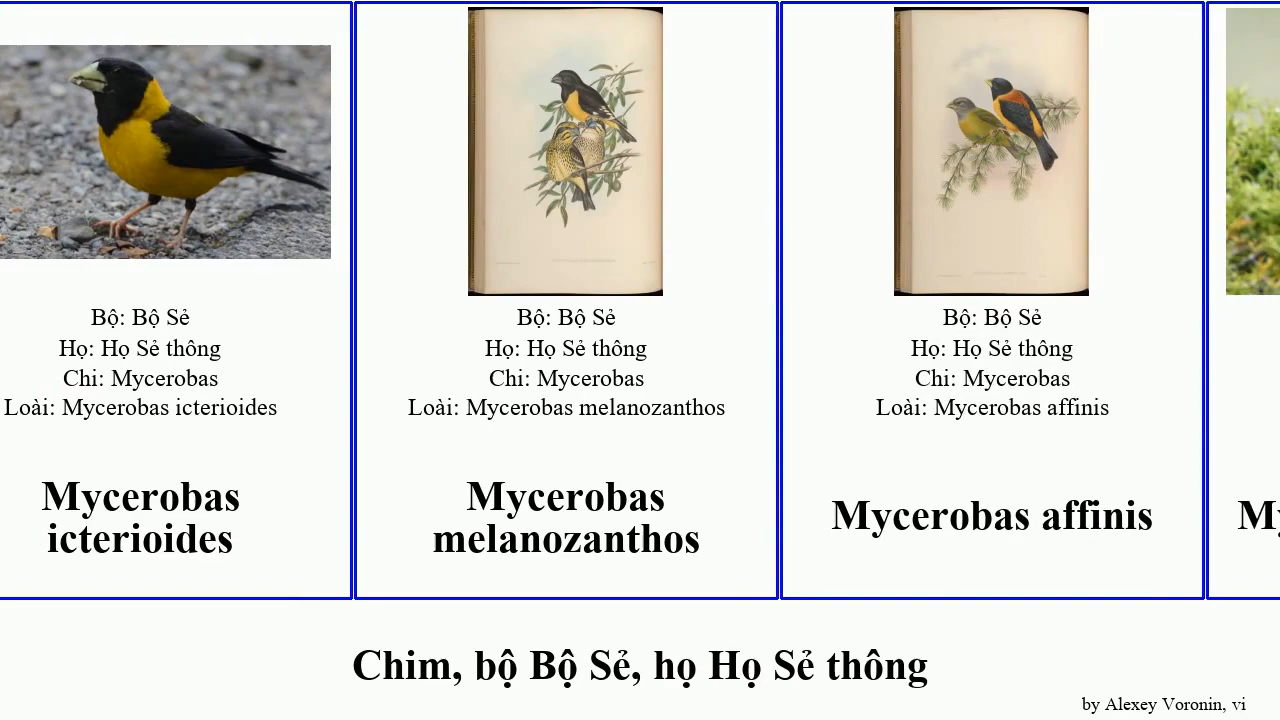 Bộ: Bộ Sẻ
Họ: Họ Sẻ thông
Chi: Mycerobas
Loài: Mycerobas icterioides
Mycerobas
icterioides
Bộ: Bộ Sẻ
Họ: Họ Sẻ thông
Chi: Mycerobas
Loài: Mycerobas melanozanthos
Mycerobas
melanozanthos
Bộ: Bộ Sẻ
Họ: Họ Sẻ thông
Chi: Mycerobas
Loài: Mycerobas affinis
Mycerobas affinis
Chim, bộ Bộ Sẻ, họ Họ Sẻ thông
by Alexey Voronin, vi